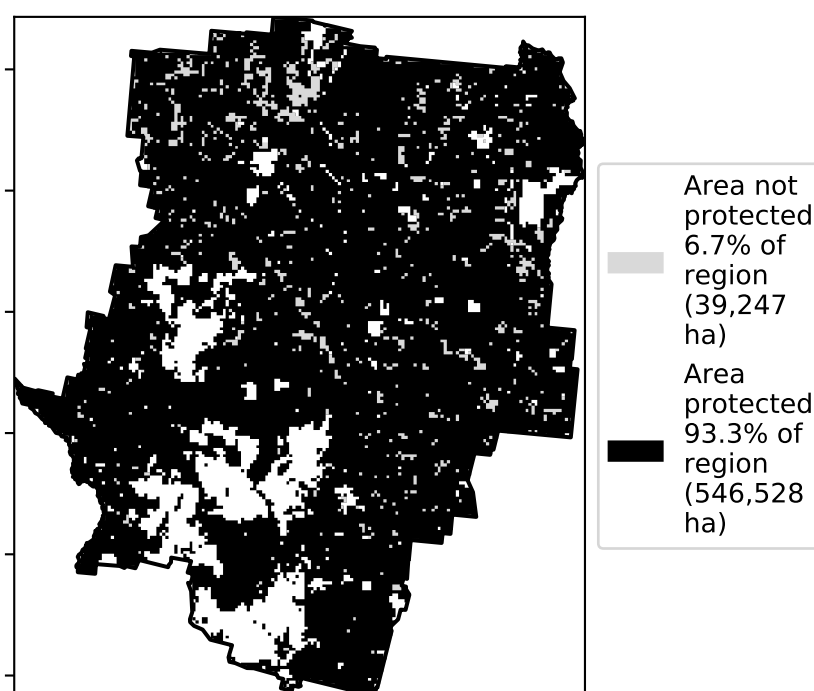 Area not
protected
6.7% of
region
(39,247
ha)
Area
protected
93.3% of
region
(546,528
ha)